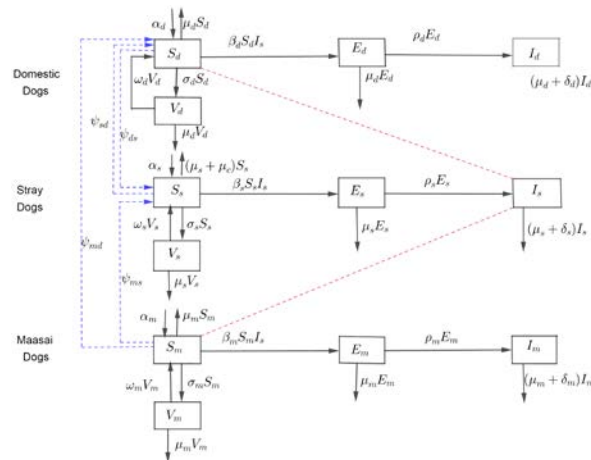 α_d μ_d S_d
S_d β_d S_d I_s E_d ρ_d E_d I_d
Domestic Dogs
ω_d V_d σ_d S_d μ_d E_d (μ_d + δ_d)I_d
V_d
ψ_sd ψ_ds μ_d V_d
α_s (μ_s + μ_c)S_s
Stray Dogs
S_s β_s S_s I_s E_s ρ_s E_s I_s
ω_s V_s σ_s S_s μ_s E_s (μ_s + δ_s)I_s
ψ_md V_s
ψ_ms μ_s V_s
α_m μ_m S_m
Maasai Dogs
S_m β_m S_m I_s E_m ρ_m E_m I_m
ω_m V_m σ_m S_m μ_m E_m (μ_m + δ_m)I_m
V_m
μ_m V_m